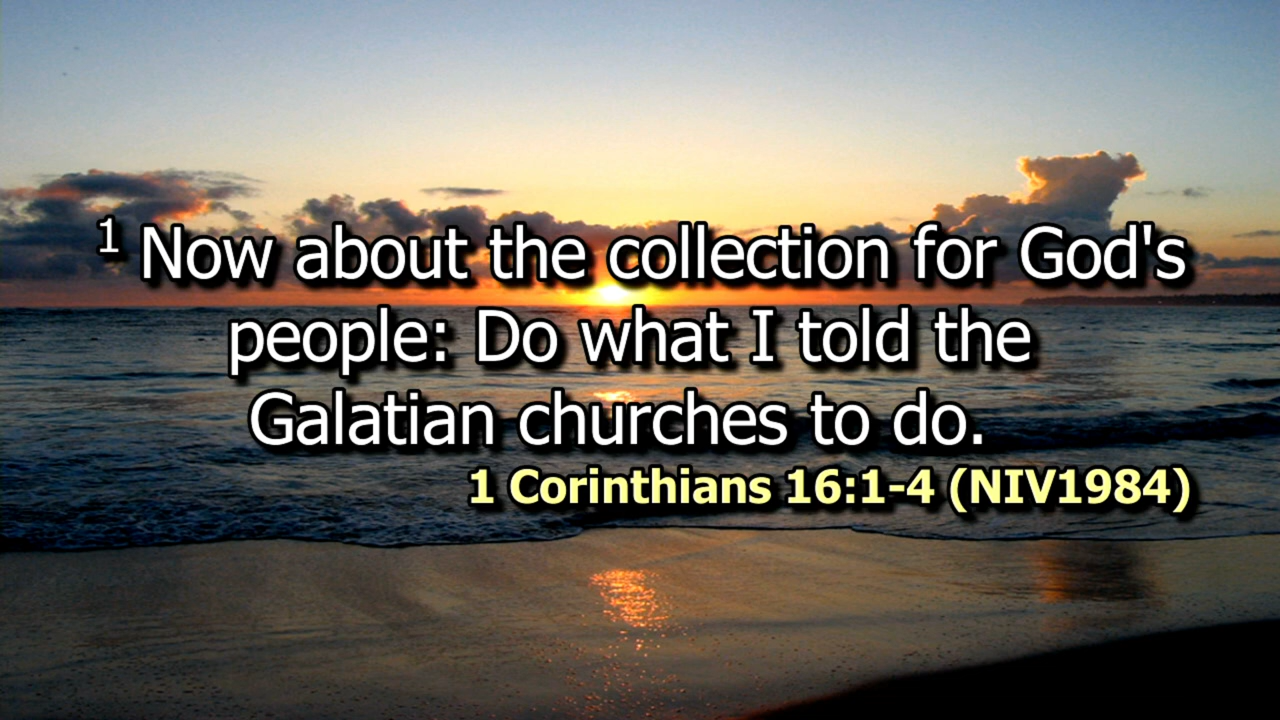 1 Now about the collection for God's
people: Do what I told the
Galatian churches to do.
1 Corinthians 16:1-4 (NIV1984)